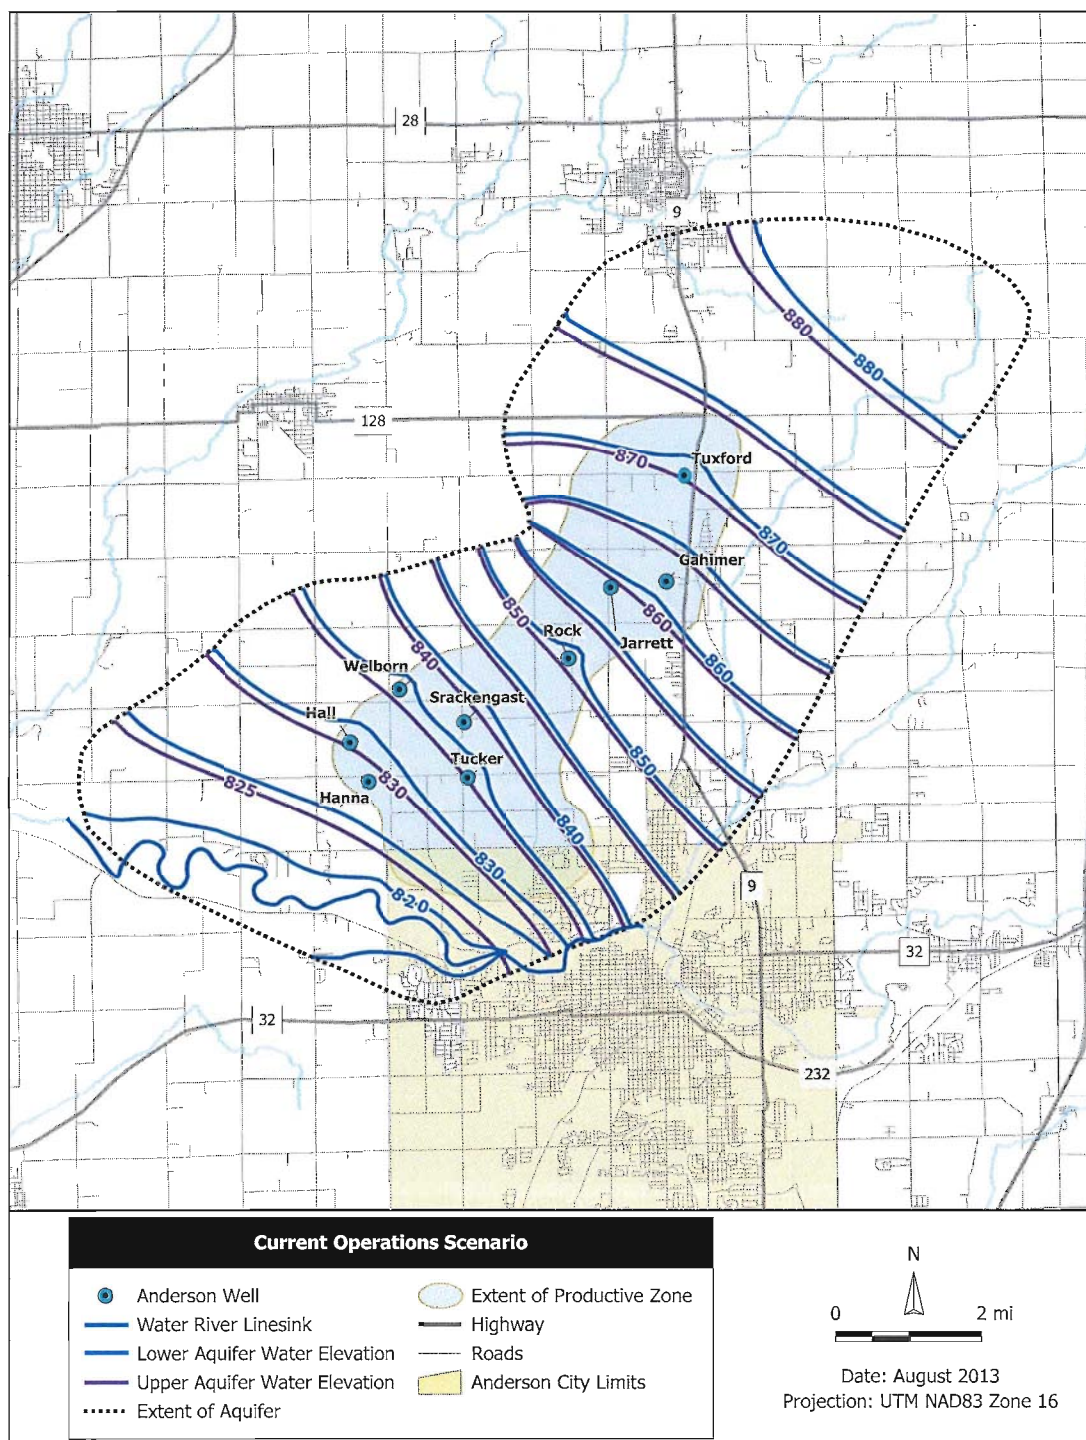 28
9
880
880
128
Tuxford
870
870
Gahimer
850
860
Rock
Jarrett
840
860
Welborn
Srackengast
Hall
Tucker
850
825
830
Hanna
840
830
9
820
32
32
232
Current Operations Scenario
Anderson Well
Water River Linesink
Lower Aquifer Water Elevation
Upper Aquifer Water Elevation
Extent of Aquifer
Extent of Productive Zone
Highway
Roads
Anderson City Limits
N
0 2 mi
Date: August 2013
Projection: UTM NAD83 Zone 16